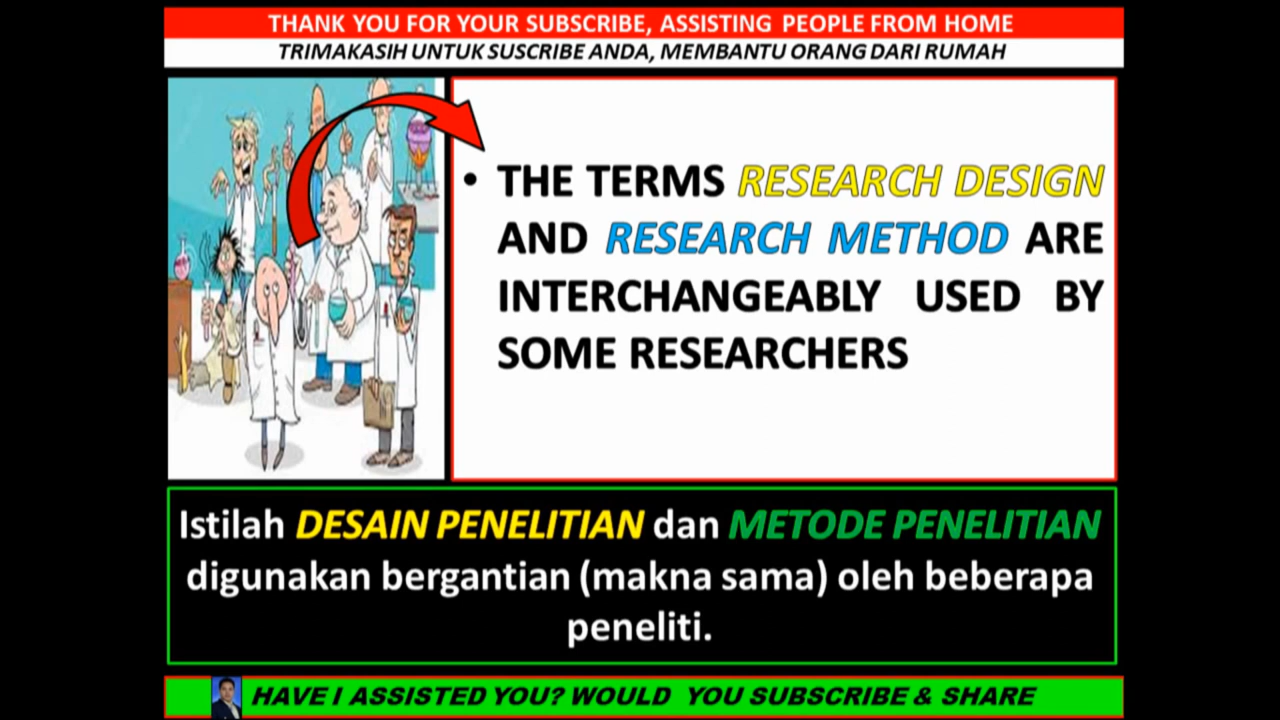 THANK YOU FOR YOUR SUBSCRIBE, ASSISTING PEOPLE FROM HOME
TRIMAKASIH UNTUK SUSCRIBE ANDA, MEMBANTU ORANG DARI RUMAH
• THE TERMS RESEARCH DESIGN
AND RESEARCH METHOD ARE
INTERCHANGEABLY USED BY
SOME RESEARCHERS
Istilah DESAIN PENELITIAN dan METODE PENELITIAN
digunakan bergantian (makna sama) oleh beberapa
peneliti.
HAVE I ASSISTED YOU? WOULD YOU SUBSCRIBE & SHARE